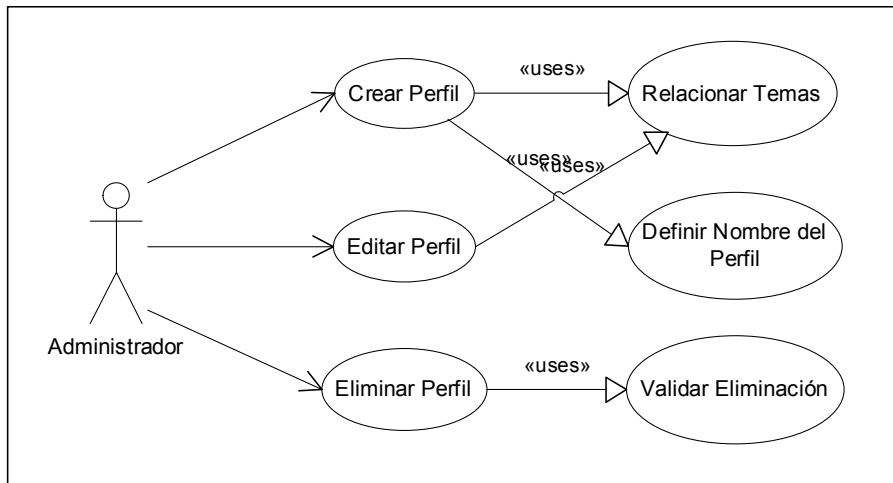 «uses»
Crear Perfil
Relacionar Temas
«uses»
«uses»
Editar Perfil
Definir Nombre del
Perfil
Administrador
«uses»
Eliminar Perfil
Validar Eliminación